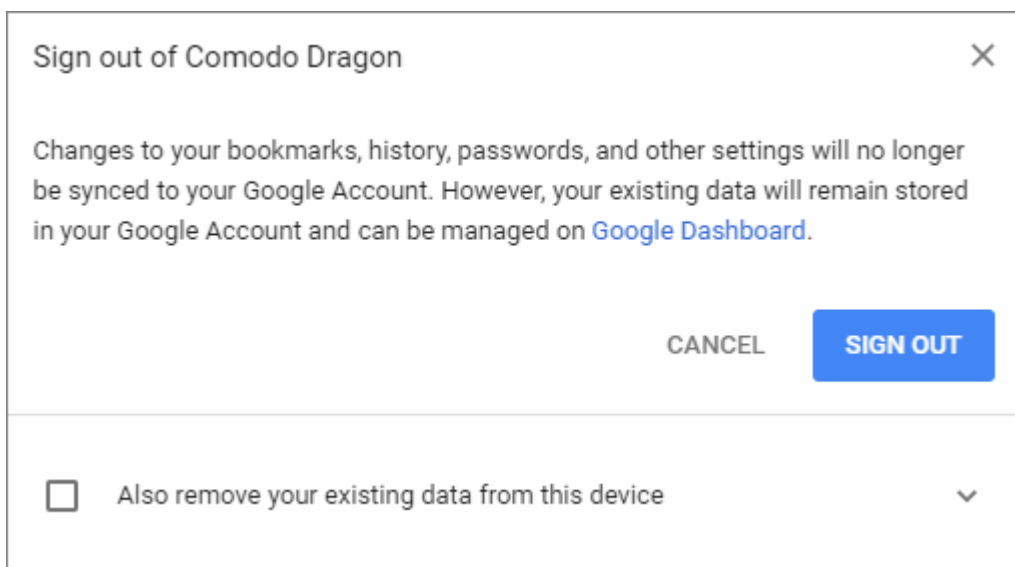 Sign out of Comodo Dragon
Changes to your bookmarks, history, passwords, and other settings will no longer
be synced to your Google Account. However, your existing data will remain stored
in your Google Account and can be managed on Google Dashboard.
CANCEL SIGN OUT
Also remove your existing data from this device